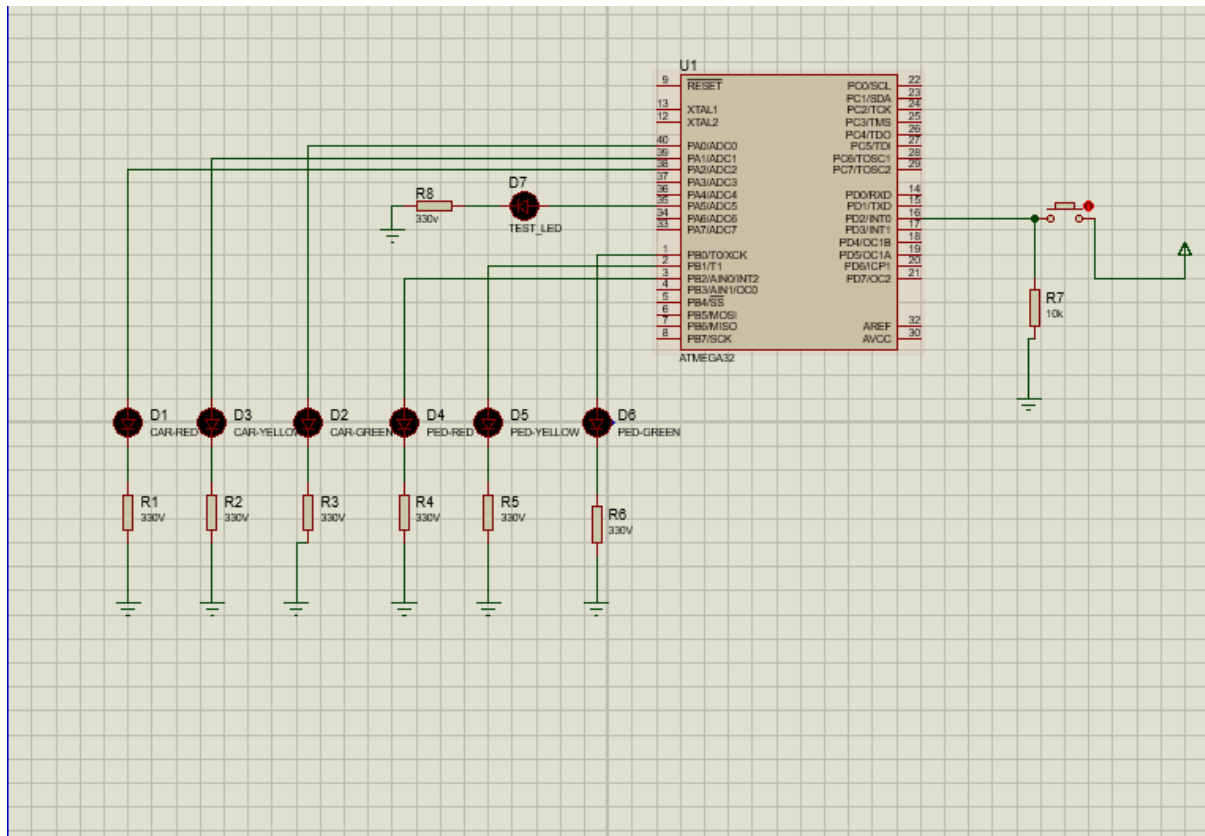 U1
9
RESET
13
XTAL1
12
XTAL2
40
PA0/ADC0
39
PA1/ADC1
38
PA2/ADC2
37
PA3/ADC3
36
PA4/ADC4
35
PA5/ADC5
34
PA6/ADC6
33
PA7/ADC7
1
PB0/T0/XCK
2
PB1/T1
3
PB2/AIN0/INT2
4
PB3/AIN1/OC0
5
PB4/SS
6
PB5/MOSI
7
PB6/MISO
8
PB7/SCK
PC0/SCL
22
PC1/SDA
23
PC2/TCK
24
PC3/TMS
25
PC4/TDO
26
PC5/TDI
27
PC6/TOSC1
28
PC7/TOSC2
29
PD0/RXD
14
PD1/TXD
15
PD2/INT0
16
PD3/INT1
17
PD4/OC1B
18
PD5/OC1A
19
PD6/ICP1
20
PD7/OC2
21
AREF
32
AVCC
30
ATMEGA32
R8
330v
D7
TEST_LED
R7
10k
D1
CAR-RED
D3
CAR-YELLOW
D2
CAR-GREEN
D4
PED-RED
D5
PED-YELLOW
D6
PED-GREEN
R1
330V
R2
330V
R3
330V
R4
330V
R5
330V
R6
330V